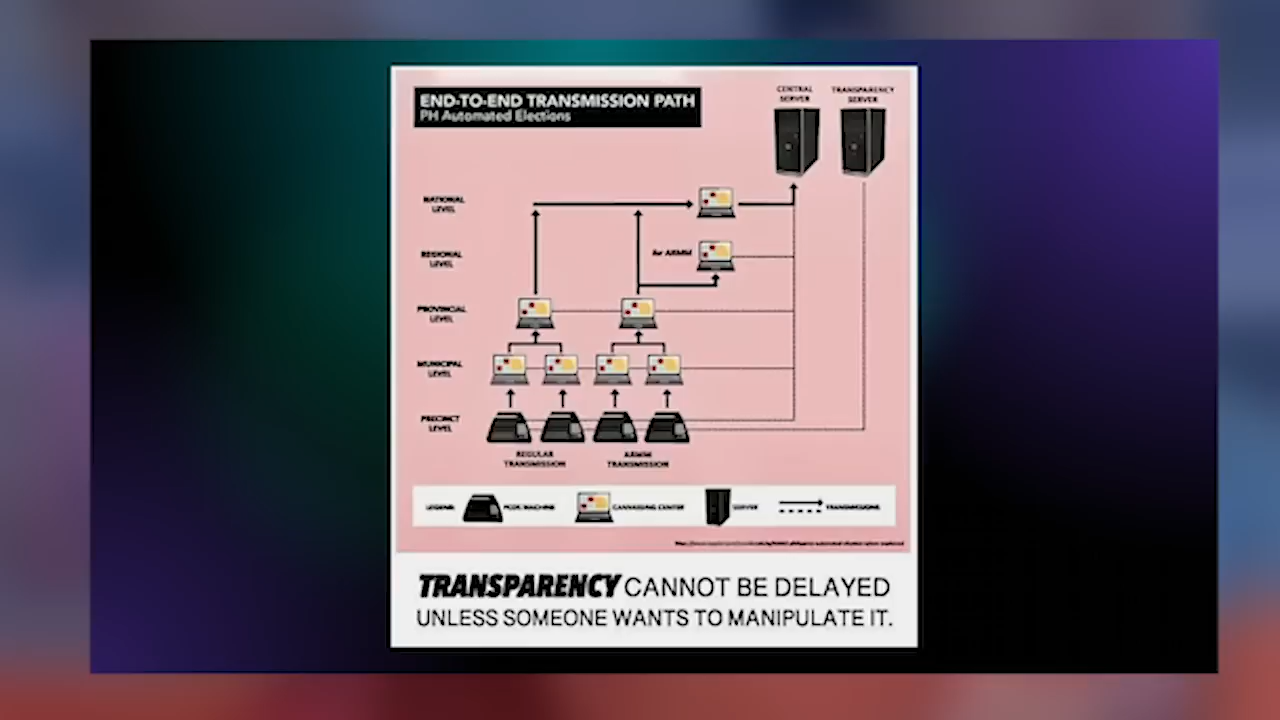 END-TO-END TRANSMISSION PATH
PH Automated Elections
CENTRAL
SERVER
TRANSPARENCY
SERVER
NATIONAL
LEVEL
REGIONAL
LEVEL
for ARMM
PROVINCIAL
LEVEL
MUNICIPAL
LEVEL
PRECINCT
LEVEL
REGULAR
TRANSMISSION
ARMM
TRANSMISSION
LEGEND: PCOS MACHINE CANVASSING CENTER SERVER TRANSMISSIONS
TRANSPARENCY CANNOT BE DELAYED
UNLESS SOMEONE WANTS TO MANIPULATE IT.